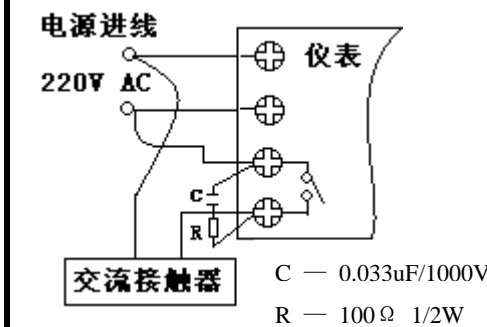 电源进线
仪表
220V AC
C
R
交流接触器
C — 0.033uF/1000V
R — 100Ω 1/2W